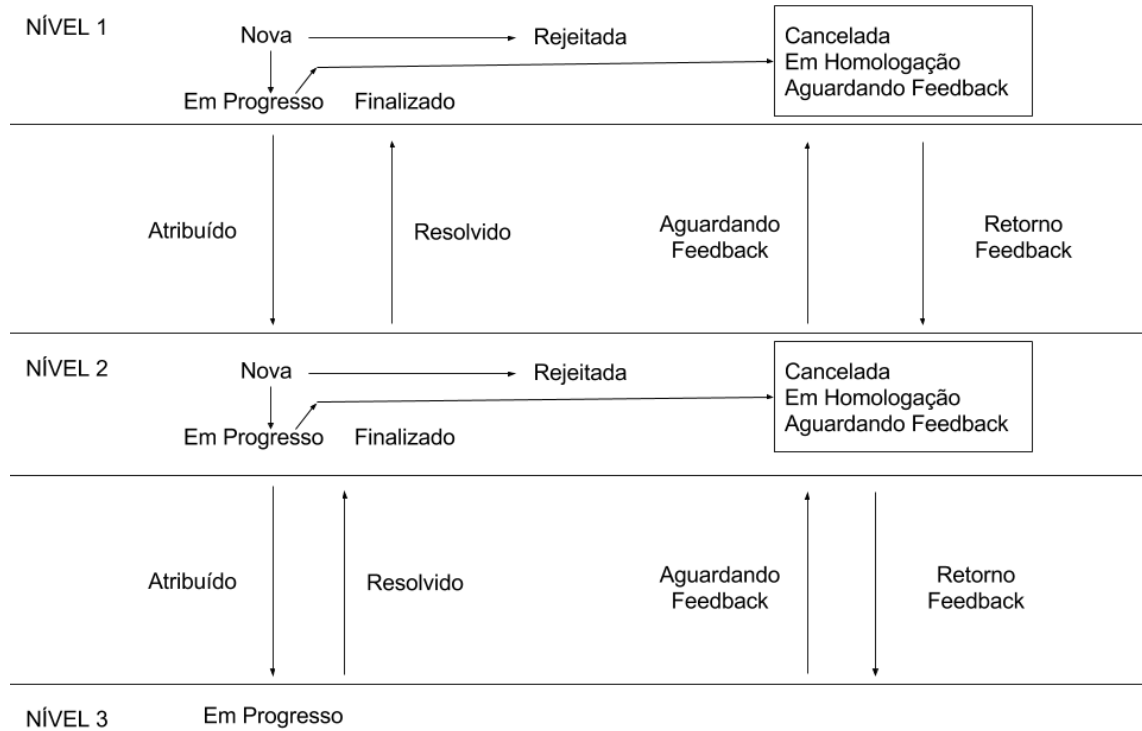 NÍVEL 1
Nova
Rejeitada
Cancelada
Em Homologação
Aguardando Feedback
Em Progresso
Finalizado
Atribuído
Resolvido
Aguardando
Feedback
Retorno
Feedback
NÍVEL 2
Nova
Rejeitada
Cancelada
Em Homologação
Aguardando Feedback
Em Progresso
Finalizado
Atribuído
Resolvido
Aguardando
Feedback
Retorno
Feedback
NÍVEL 3
Em Progresso